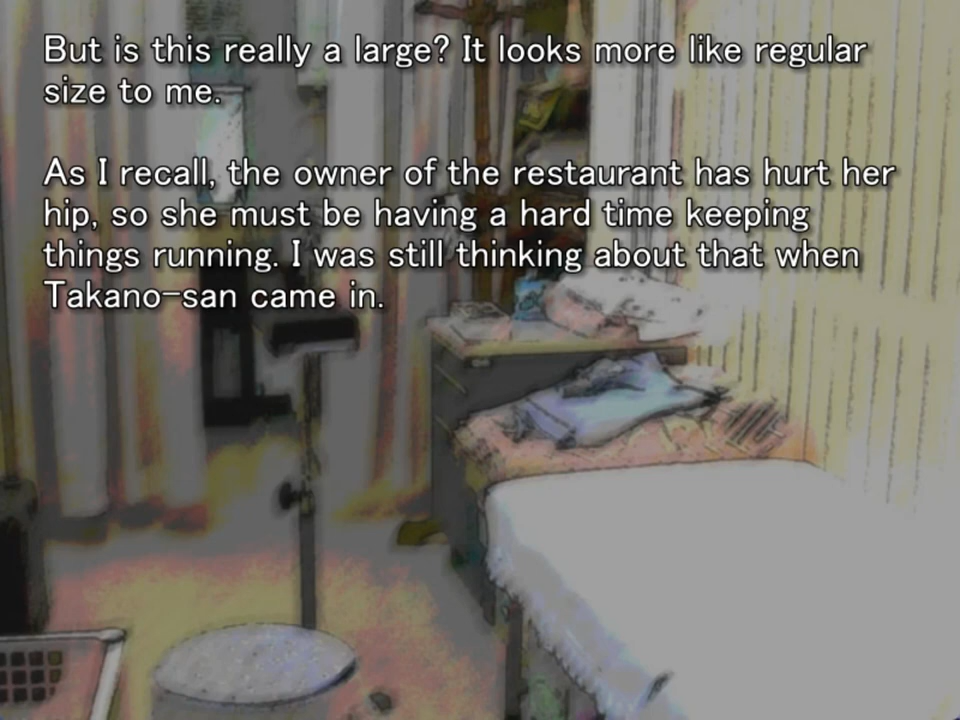 But is this really a large? It looks more like regular
size to me.
As I recall, the owner of the restaurant has hurt her
hip, so she must be having a hard time keeping
things running. I was still thinking about that when
Takano-san came in.